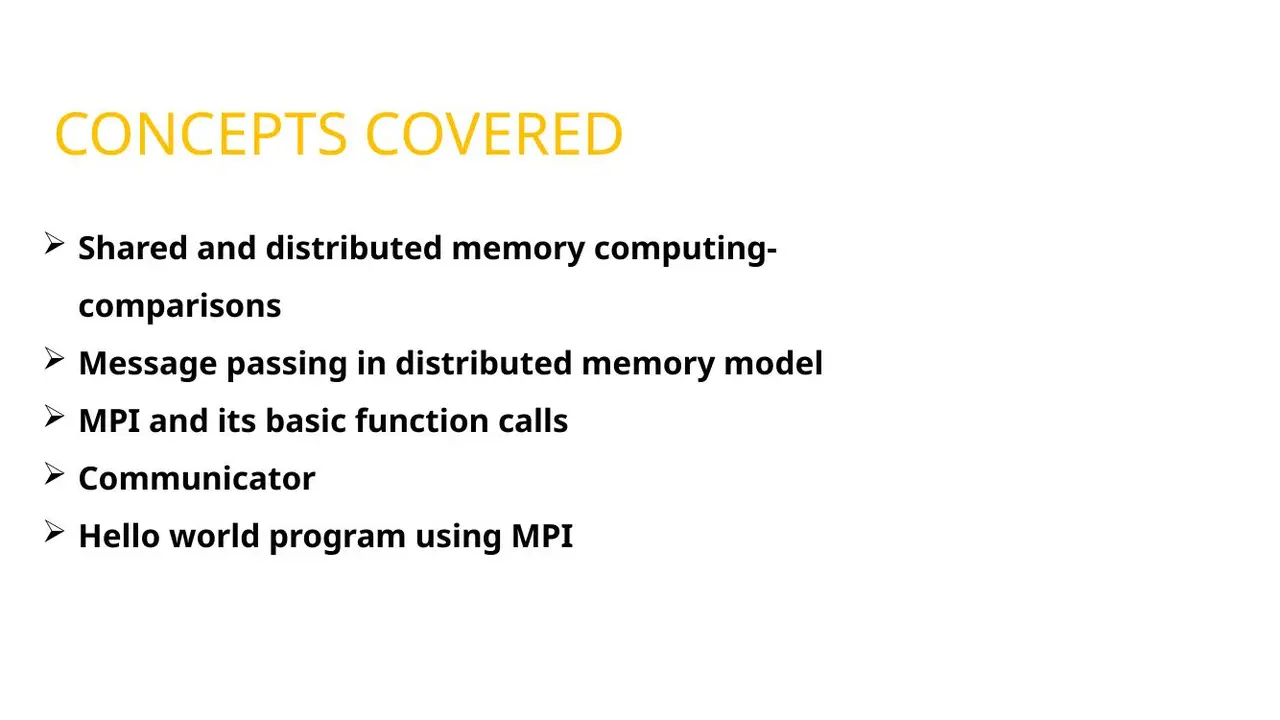 CONCEPTS COVERED
➢ Shared and distributed memory computing-
comparisons
➢ Message passing in distributed memory model
➢ MPI and its basic function calls
➢ Communicator
➢ Hello world program using MPI